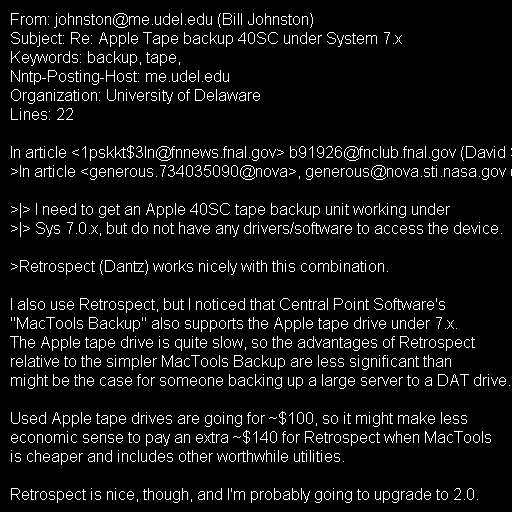 From: johnston@me.udel.edu (Bill Johnston)
Subject: Re: Apple Tape backup 40SC under System 7.x
Keywords: backup, tape,
Nntp-Posting-Host: me.udel.edu
Organization: University of Delaware
Lines: 22
In article <1pskkt$3ln@fnnews.fnal.gov> b91926@fnclub.fnal.gov (David
>In article <generous.734035090@nova>, generous@nova.sti.nasa.gov
>|> I need to get an Apple 40SC tape backup unit working under
>|> Sys 7.0.x, but do not have any drivers/software to access the device.
>Retrospect (Dantz) works nicely with this combination.
I also use Retrospect, but I noticed that Central Point Software's
"MacTools Backup" also supports the Apple tape drive under 7.x.
The Apple tape drive is quite slow, so the advantages of Retrospect
relative to the simpler MacTools Backup are less significant than
might be the case for someone backing up a large server to a DAT drive.
Used Apple tape drives are going for ~$100, so it might make less
economic sense to pay an extra ~$140 for Retrospect when MacTools
is cheaper and includes other worthwhile utilities.
Retrospect is nice, though, and I'm probably going to upgrade to 2.0.